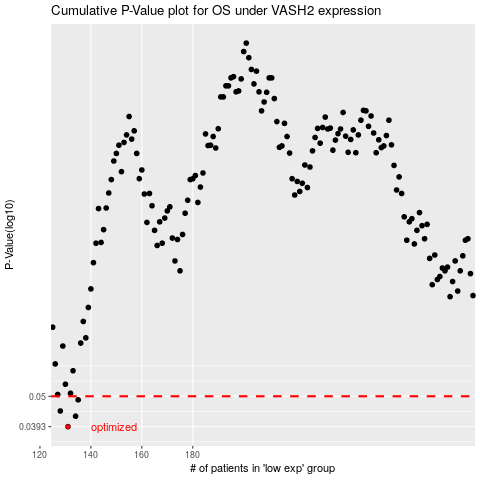 Cumulative P-Value plot for OS under VASH2 expression
P-Value(log10)
0.05
0.0393
optimized
120 140 160 180
# of patients in 'low exp' group